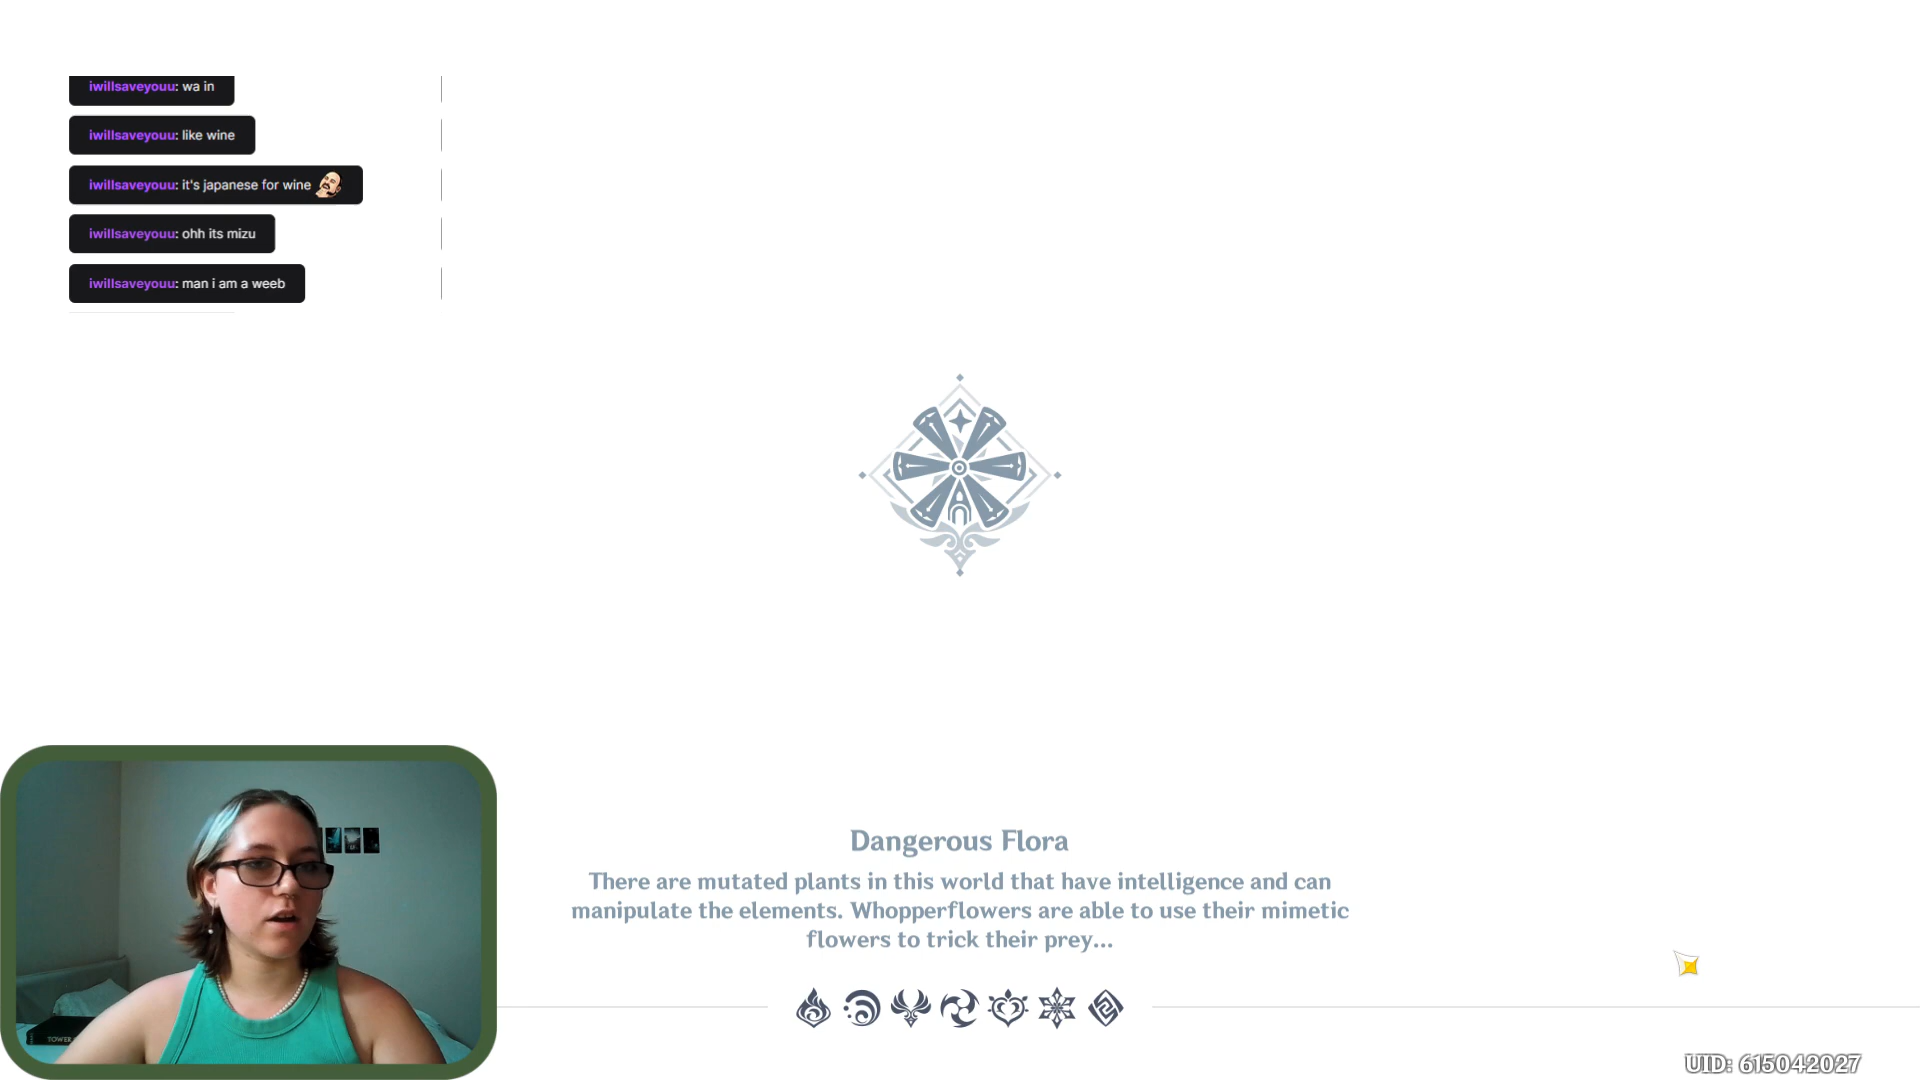 iwillsaveyouu: wa in
iwillsaveyouu: like wine
iwillsaveyouu: it's japanese for wine
iwillsaveyouu: ohh its mizu
iwillsaveyouu: man i am a weeb
Dangerous Flora
There are mutated plants in this world that have intelligence and can
manipulate the elements. Whopperflowers are able to use their mimetic
flowers to trick their prey...
TOWER
UID: 615042027